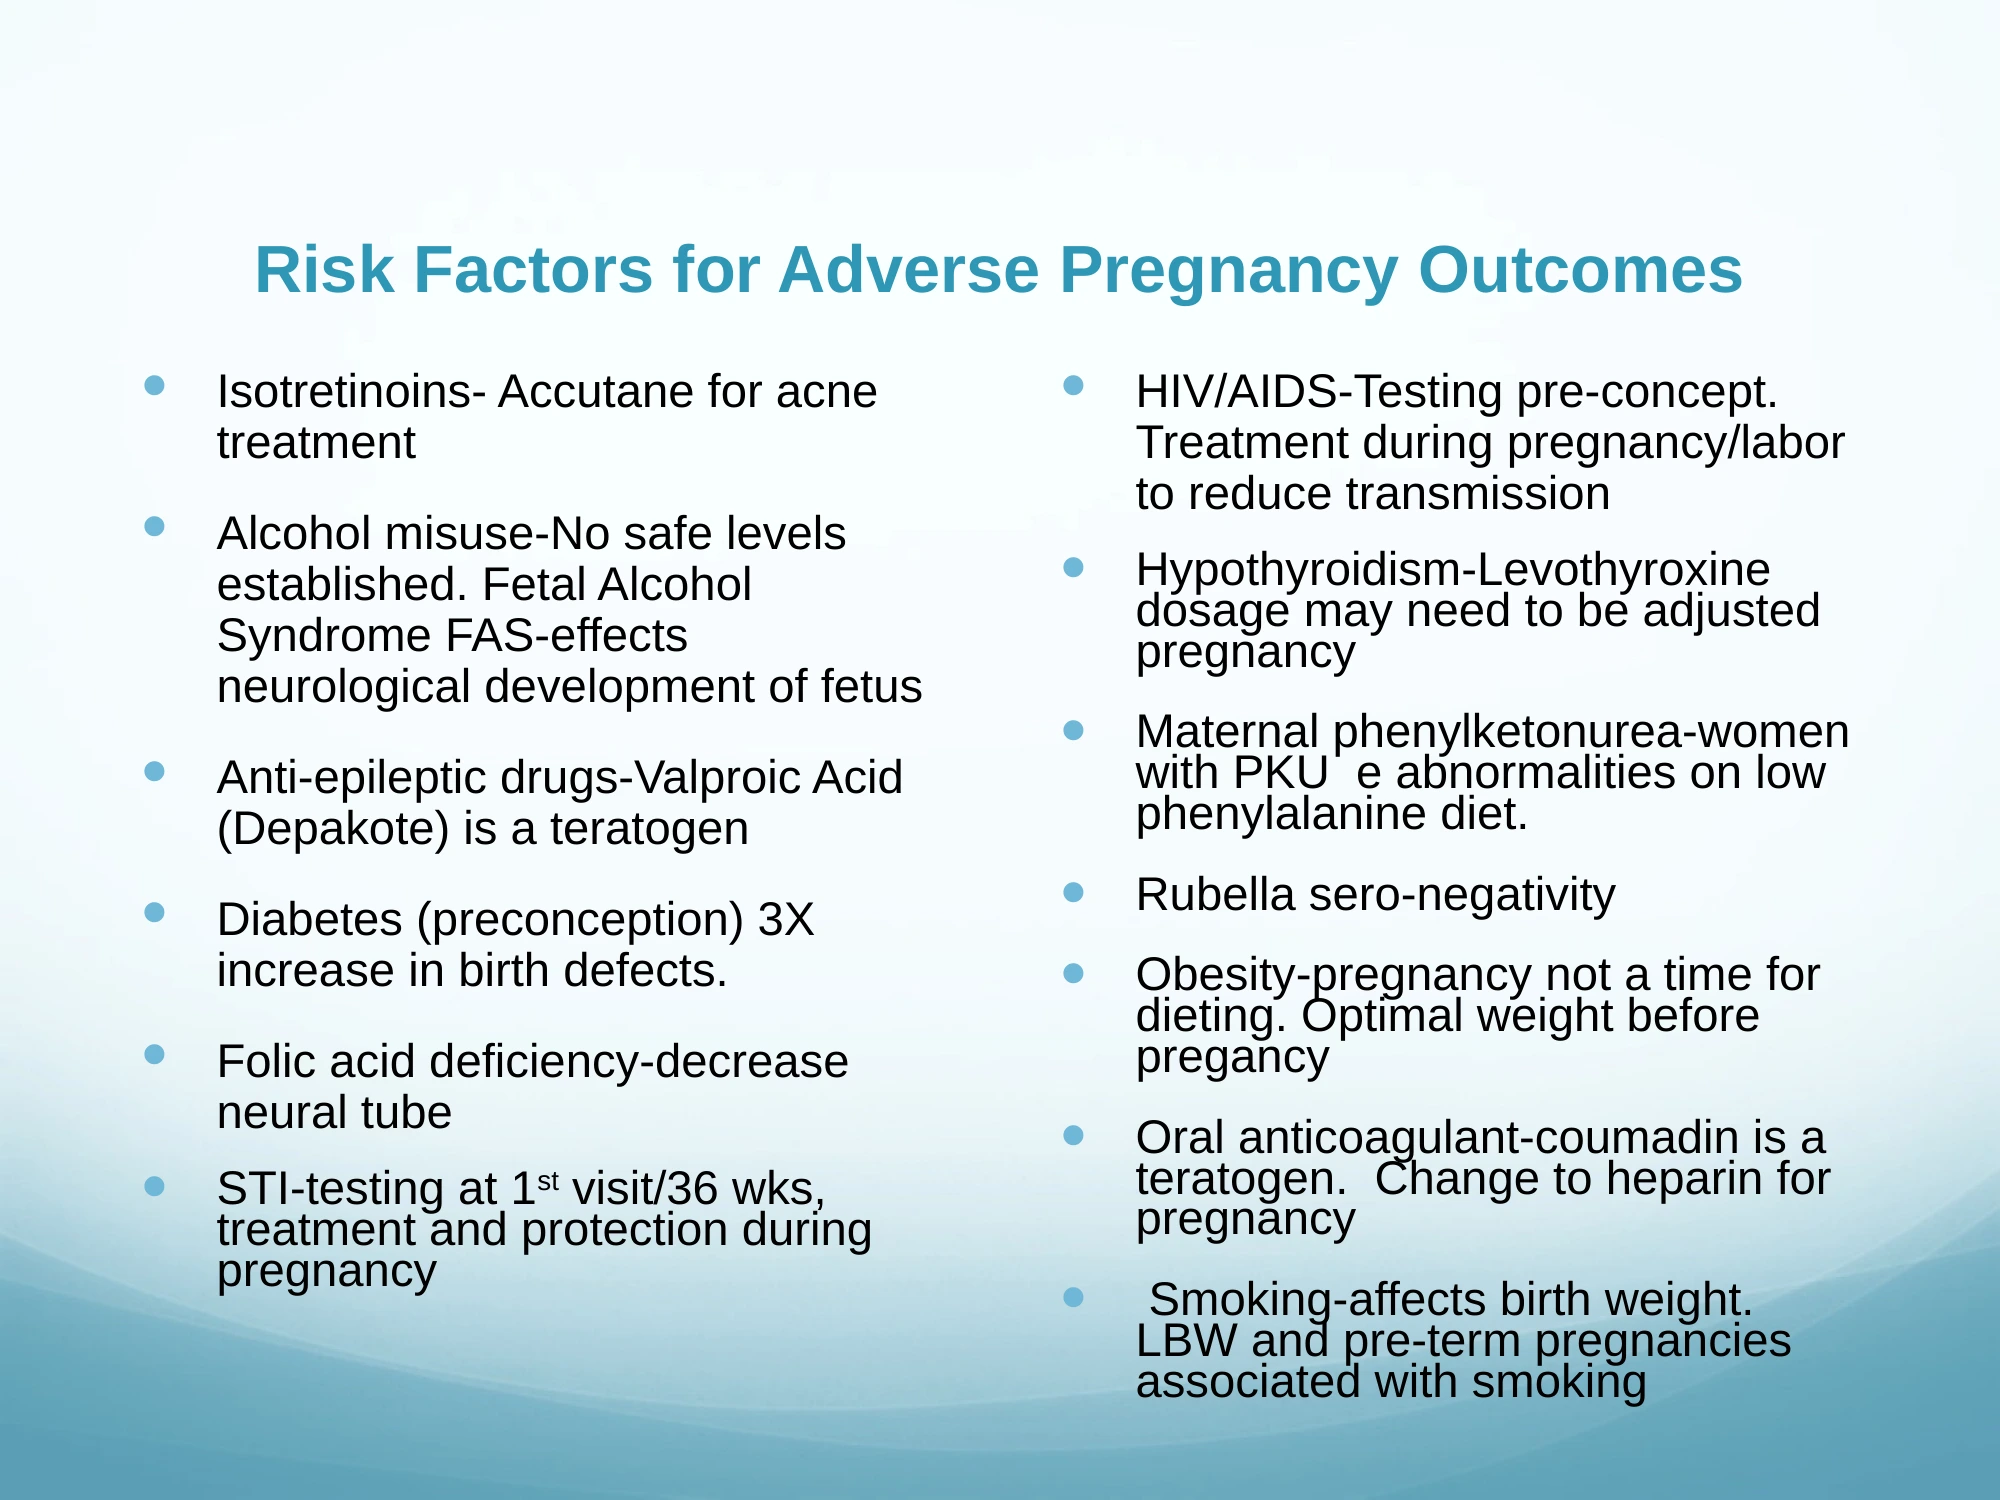 Risk Factors for Adverse Pregnancy Outcomes
Isotretinoins- Accutane for acne
treatment
Alcohol misuse-No safe levels
established. Fetal Alcohol
Syndrome FAS-effects
neurological development of fetus
Anti-epileptic drugs-Valproic Acid
(Depakote) is a teratogen
Diabetes (preconception) 3X
increase in birth defects.
Folic acid deficiency-decrease
neural tube
STI-testing at 1st visit/36 wks,
treatment and protection during
pregnancy
HIV/AIDS-Testing pre-concept.
Treatment during pregnancy/labor
to reduce transmission
Hypothyroidism-Levothyroxine
dosage may need to be adjusted
pregnancy
Maternal phenylketonurea-women
with PKU e abnormalities on low
phenylalanine diet.
Rubella sero-negativity
Obesity-pregnancy not a time for
dieting. Optimal weight before
pregancy
Oral anticoagulant-coumadin is a
teratogen. Change to heparin for
pregnancy
Smoking-affects birth weight.
LBW and pre-term pregnancies
associated with smoking